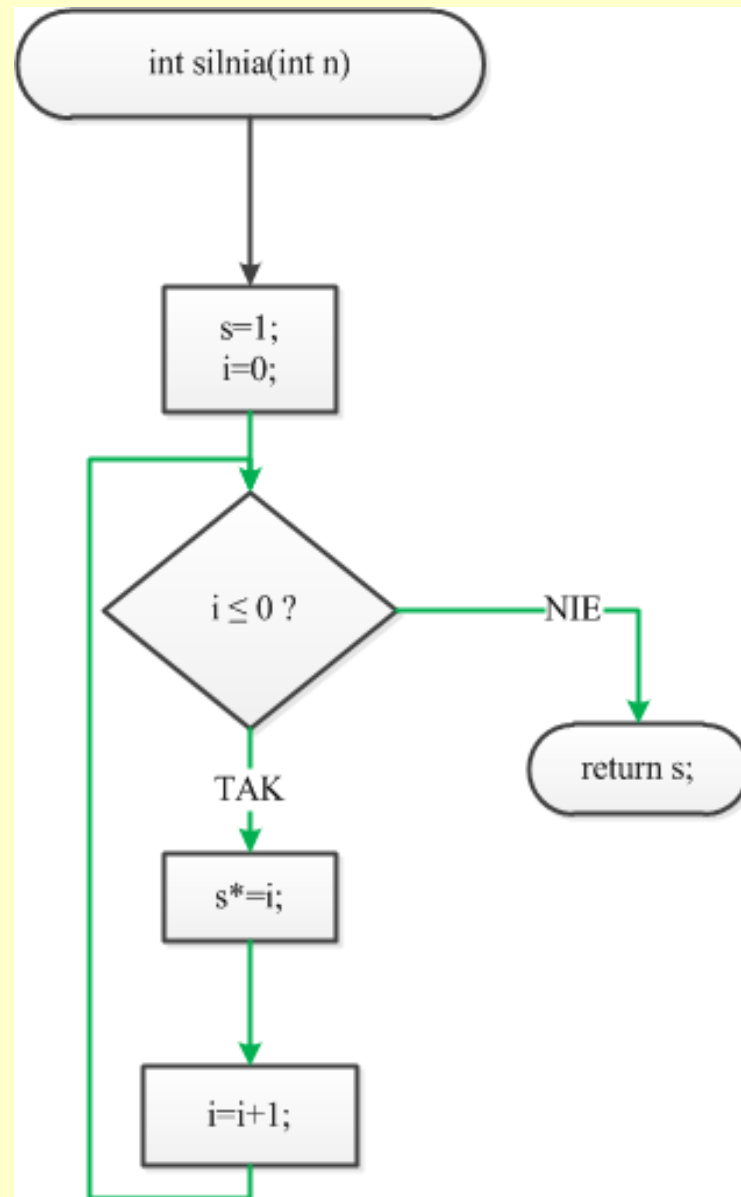 int silnia(int n)
s=1;
i=0;
i ≤ 0 ?
NIE
return s;
TAK
s*=i;
i=i+1;